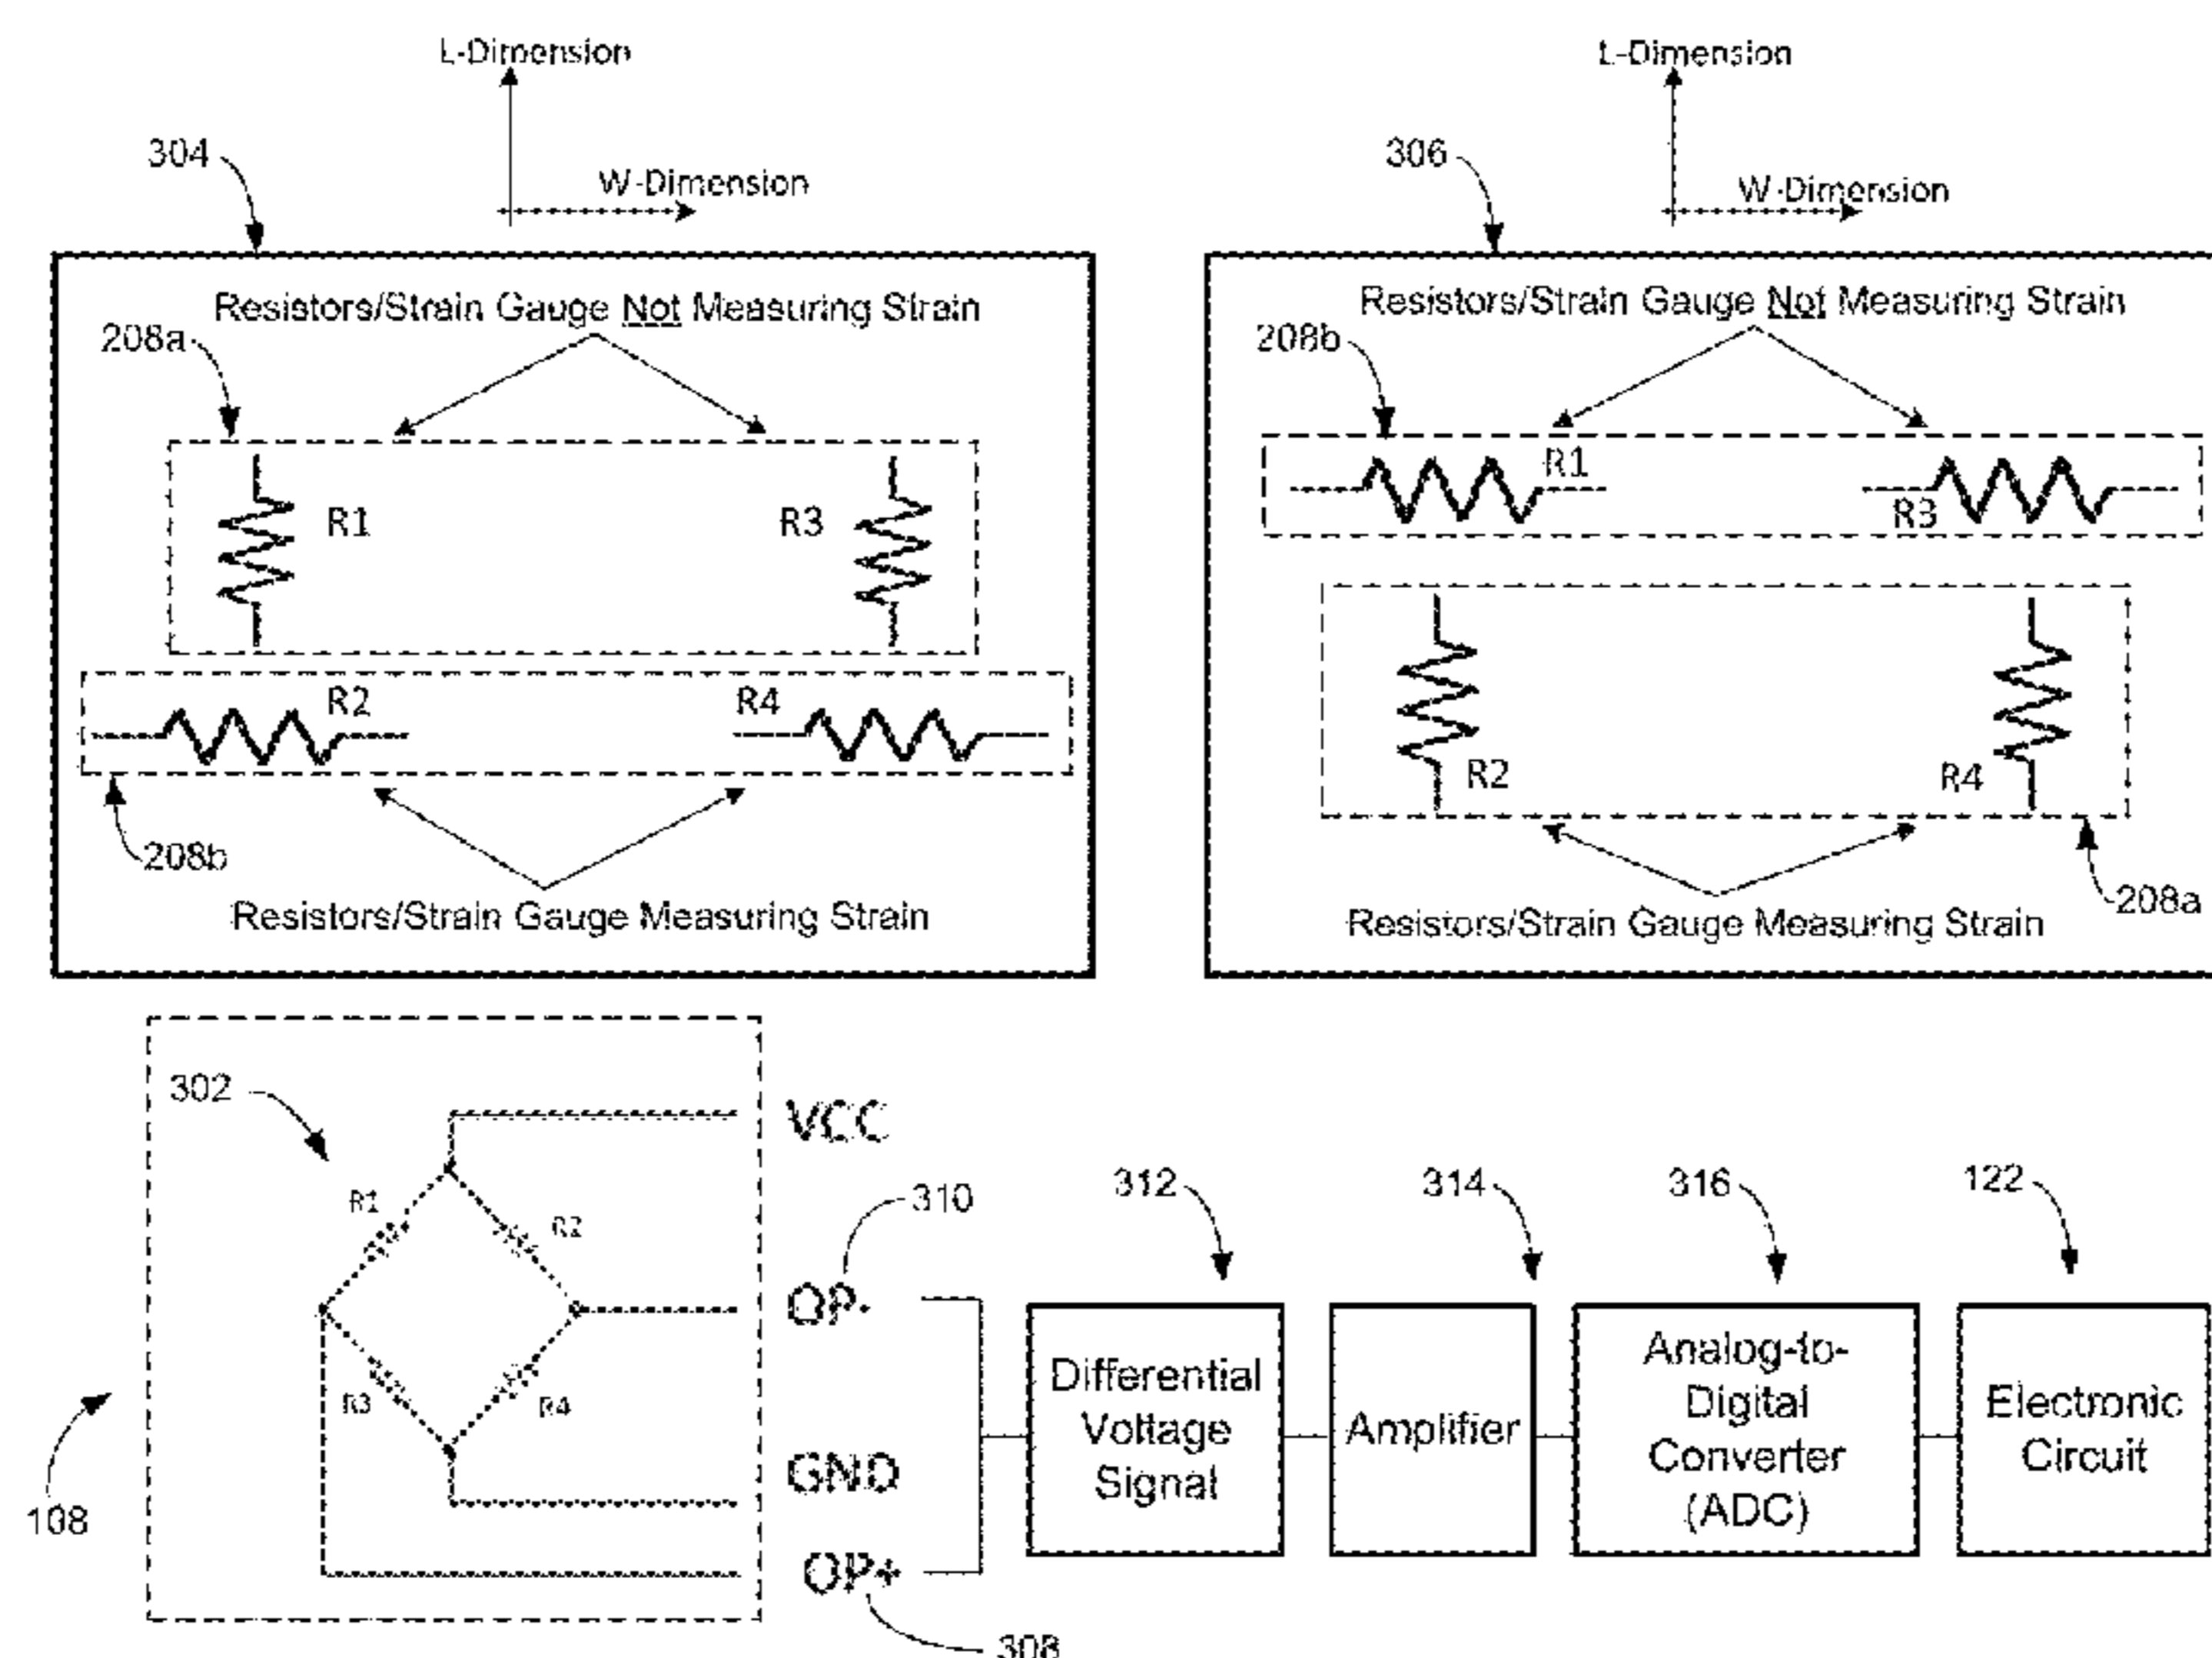 L-Dimension
304
W-Dimension
Resistors/Strain Gauge Not Measuring Strain
208a
R1
R3
R2
R4
208b
Resistors/Strain Gauge Measuring Strain
L-Dimension
306
W-Dimension
Resistors/Strain Gauge Not Measuring Strain
208b
R1
R3
R2
R4
208a
Resistors/Strain Gauge Measuring Strain
302
R1
R2
R3
R4
108
VCC
310
OP-
GND
OP+
308
312
Differential
Voltage
Signal
314
Amplifier
316
Analog-to-
Digital
Converter
(ADC)
122
Electronic
Circuit